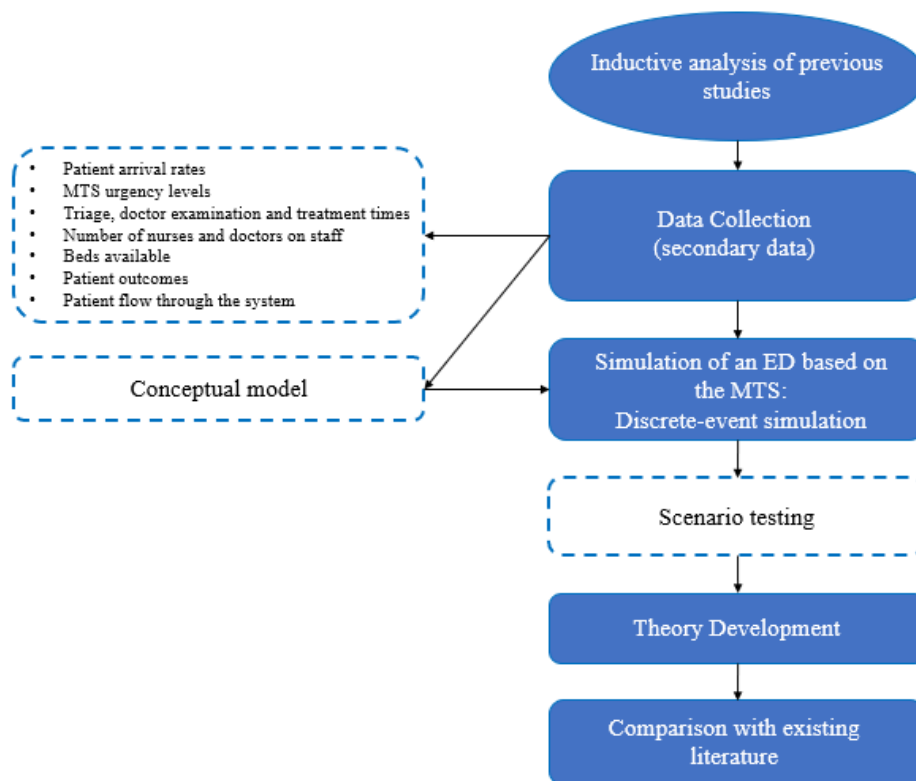 Inductive analysis of previous
studies
• Patient arrival rates
• MTS urgency levels
• Triage, doctor examination and treatment times
• Number of nurses and doctors on staff
• Beds available
• Patient outcomes
• Patient flow through the system
Data Collection
(secondary data)
Conceptual model
Simulation of an ED based on
the MTS:
Discrete-event simulation
Scenario testing
Theory Development
Comparison with existing
literature